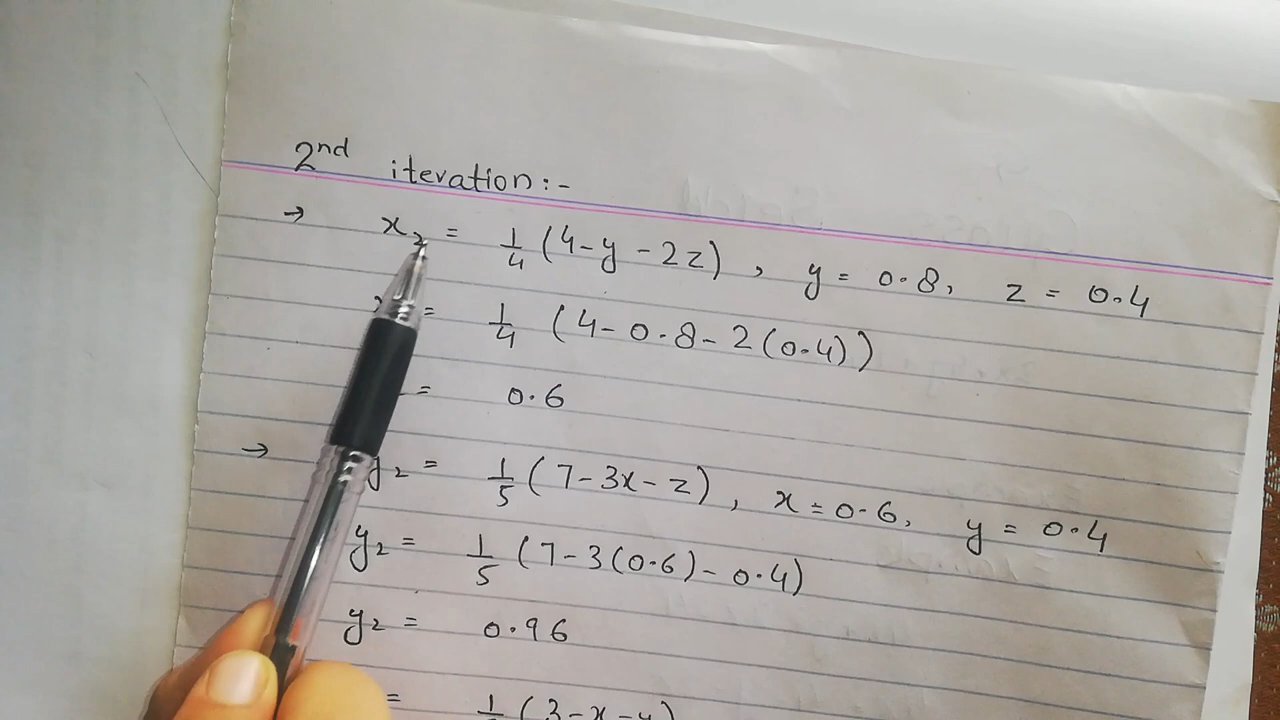 2nd iteration:-
→ x₂ = 1/4 (4-y-2z), y = 0.8, z = 0.4
= 1/4 (4-0.8-2(0.4))
= 0.6
→ y₂ = 1/5 (7-3x-z), x=0.6, y = 0.4
y₂ = 1/5 (7-3(0.6)-0.4)
y₂ = 0.96
= (3-x-y)